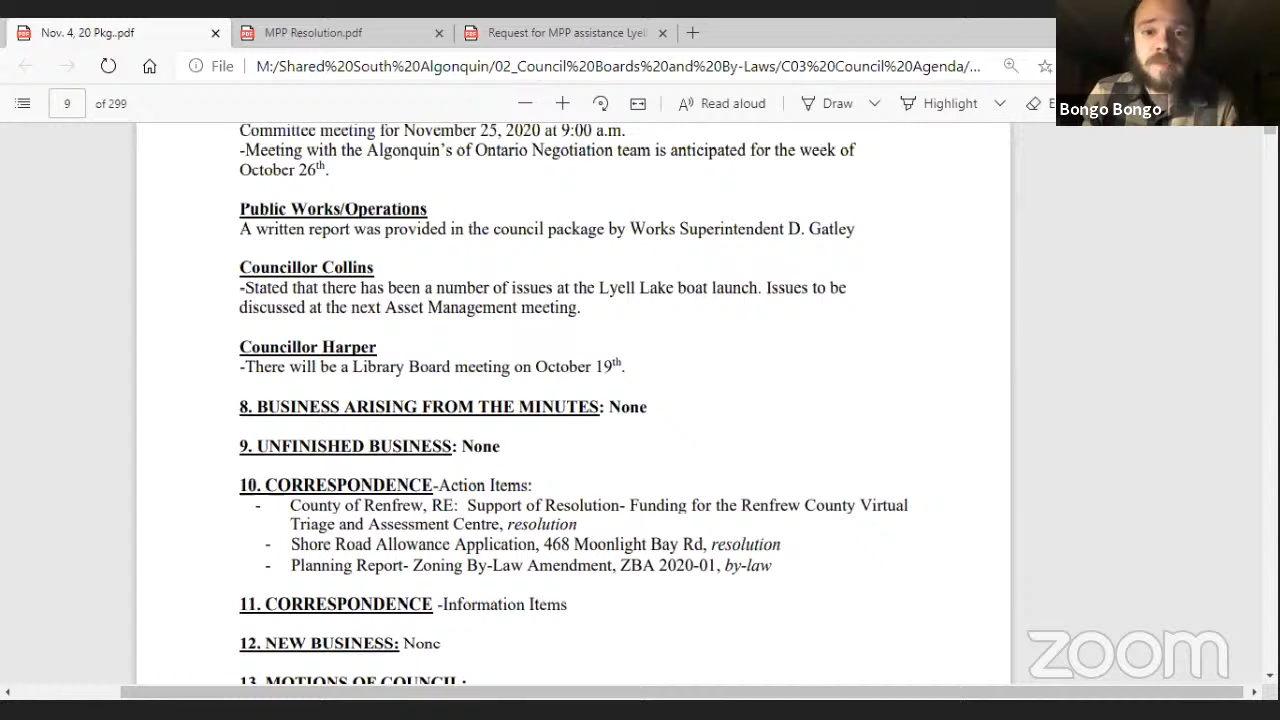 Nov. 4, 20 Pkg..pdf
MPP Resolution.pdf
Request for MPP assistance Lyell
File
M:/Shared%20South%20Algonquin/02_Council%20Boards%20and%20By-Laws/C03%20Council%20Agenda/...
9 of 299
Read aloud
Draw
Highlight
Bongo Bongo
Committee meeting for November 25, 2020 at 9:00 a.m.
-Meeting with the Algonquin's of Ontario Negotiation team is anticipated for the week of
October 26th.
Public Works/Operations
A written report was provided in the council package by Works Superintendent D. Gatley
Councillor Collins
-Stated that there has been a number of issues at the Lyell Lake boat launch. Issues to be
discussed at the next Asset Management meeting.
Councillor Harper
-There will be a Library Board meeting on October 19th.
8. BUSINESS ARISING FROM THE MINUTES: None
9. UNFINISHED BUSINESS: None
10. CORRESPONDENCE-Action Items:
- County of Renfrew, RE: Support of Resolution- Funding for the Renfrew County Virtual
Triage and Assessment Centre, resolution
- Shore Road Allowance Application, 468 Moonlight Bay Rd, resolution
- Planning Report- Zoning By-Law Amendment, ZBA 2020-01, by-law
11. CORRESPONDENCE -Information Items
12. NEW BUSINESS: None
13. MOTIONS OF COUNCIL:
zoom